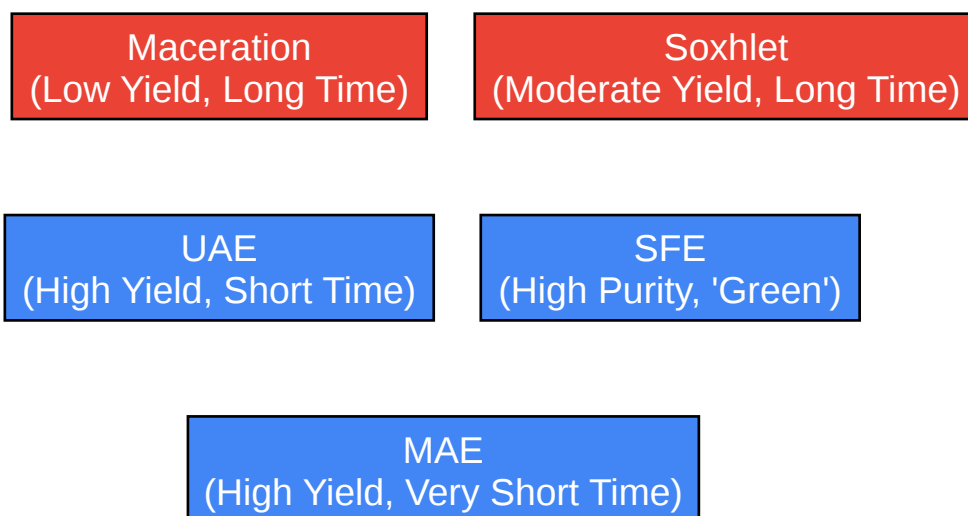 Maceration
(Low Yield, Long Time)
Soxhlet
(Moderate Yield, Long Time)
UAE
(High Yield, Short Time)
SFE
(High Purity, 'Green')
MAE
(High Yield, Very Short Time)